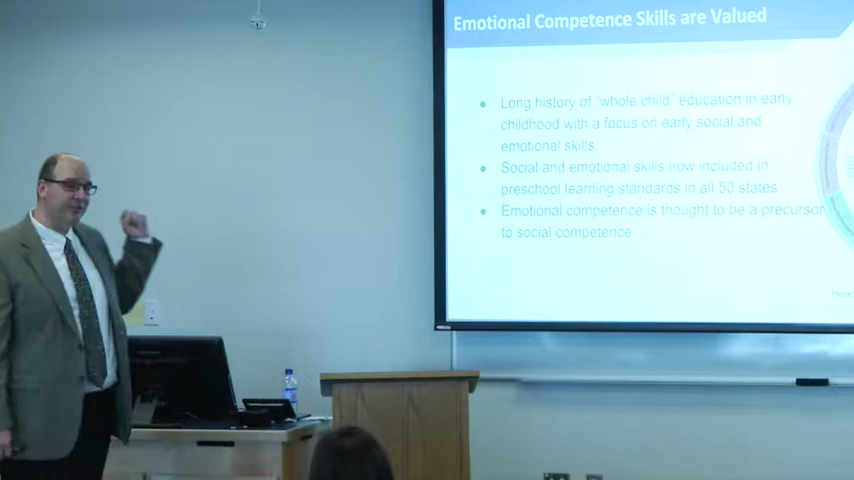 Emotional Competence Skills are Valued
• Long history of "whole child" education in early
childhood with a focus on early social and
emotional skills.
• Social and emotional skills now included in
preschool learning standards in all 50 states
• Emotional competence is thought to be a precursor
to social competence